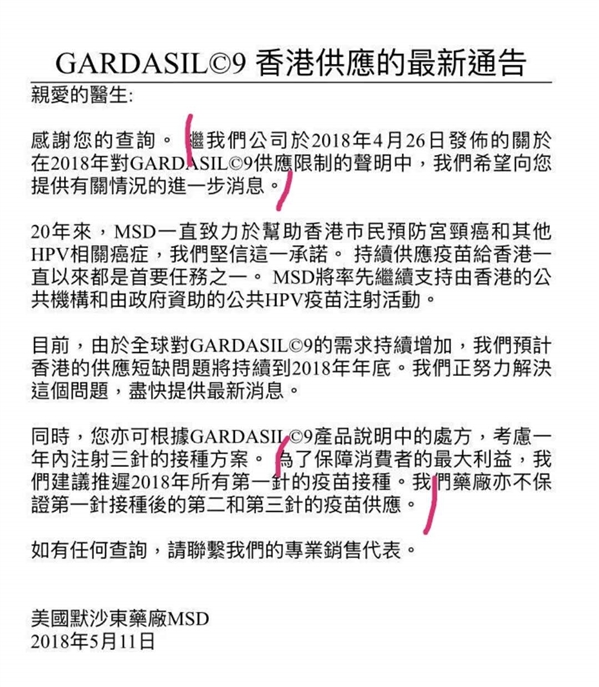 GARDASIL©9 香港供應的最新通告
親愛的醫生:
感謝您的查詢。 繼我們公司於2018年4月26日發佈的關於
在2018年對GARDASIL©9供應限制的聲明中，我們希望向您
提供有關情況的進一步消息。
20年來，MSD一直致力於幫助香港市民預防宮頸癌和其他
HPV相關癌症，我們堅信這一承諾。 持續供應疫苗給香港一
直以來都是首要任務之一。 MSD將率先繼續支持由香港的公
共機構和由政府資助的公共HPV疫苗注射活動。
目前，由於全球對GARDASIL©9的需求持續增加，我們預計
香港的供應短缺問題將持續到2018年年底。我們正努力解決
這個問題，盡快提供最新消息。
同時，您亦可根據GARDASIL©9產品說明中的處方，考慮一
年內注射三針的接種方案。 為了保障消費者的最大利益，我
們建議推遲2018年所有第一針的疫苗接種。我們藥廠亦不保
證第一針接種後的第二和第三針的疫苗供應。
如有任何查詢，請聯繫我們的專業銷售代表。
美國默沙東藥廠MSD
2018年5月11日